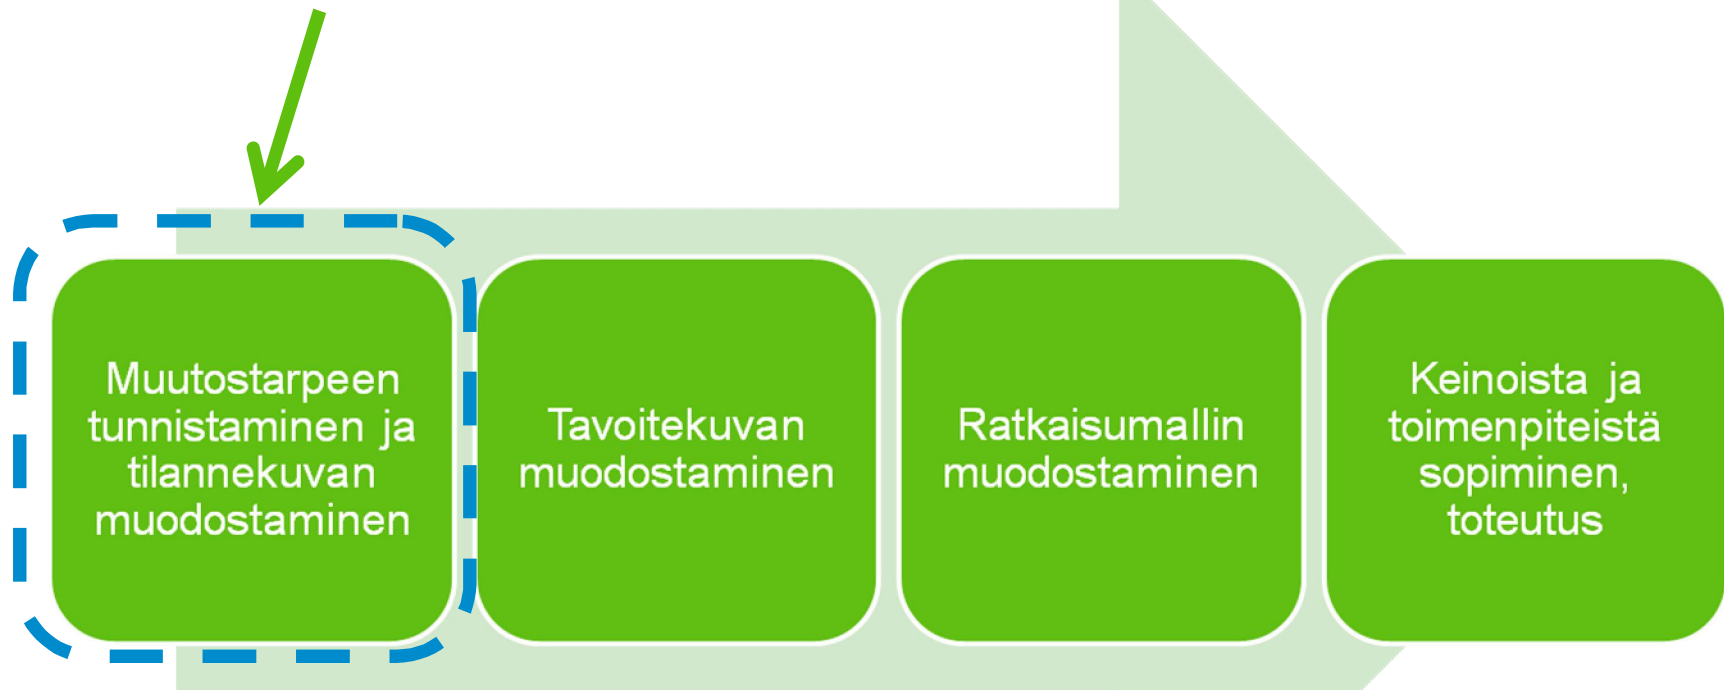 Muutostarpeen
tunnistaminen ja
tilannekuvan
muodostaminen
Tavoitekuvan
muodostaminen
Ratkaisumallin
muodostaminen
Keinoista ja
toimenpiteistä
sopiminen,
toteutus